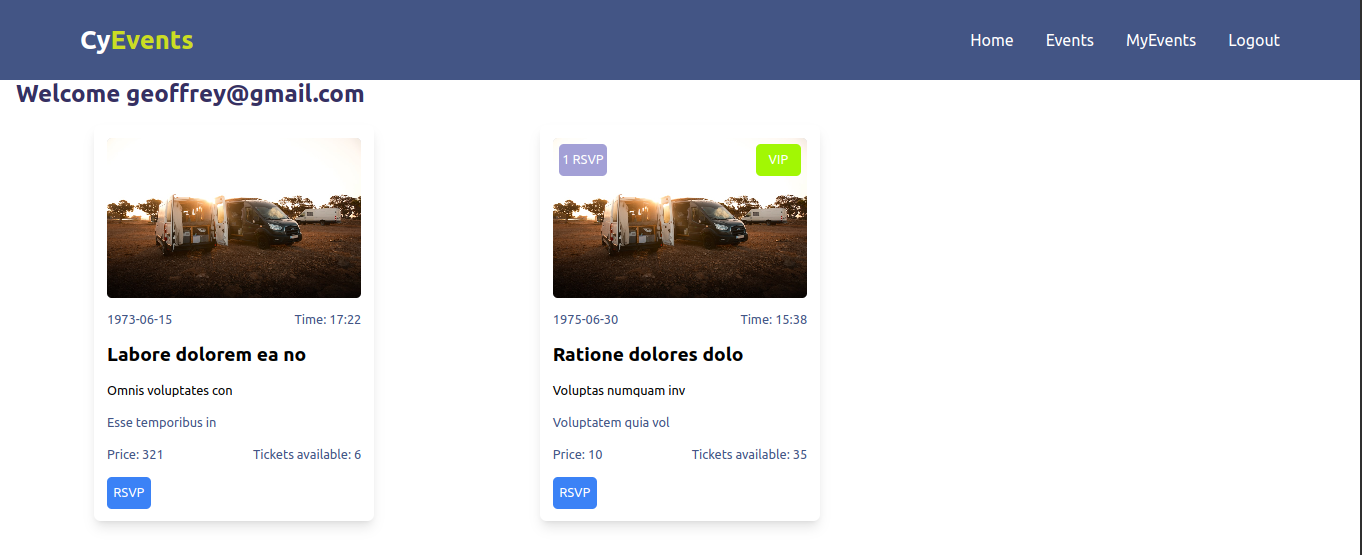 CyEvents
Home Events MyEvents Logout
Welcome geoffrey@gmail.com
1973-06-15 Time: 17:22
Labore dolorem ea no
Omnis voluptates con
Esse temporibus in
Price: 321 Tickets available: 6
RSVP
1 RSVP VIP
1975-06-30 Time: 15:38
Ratione dolores dolo
Voluptas numquam inv
Voluptatem quia vol
Price: 10 Tickets available: 35
RSVP